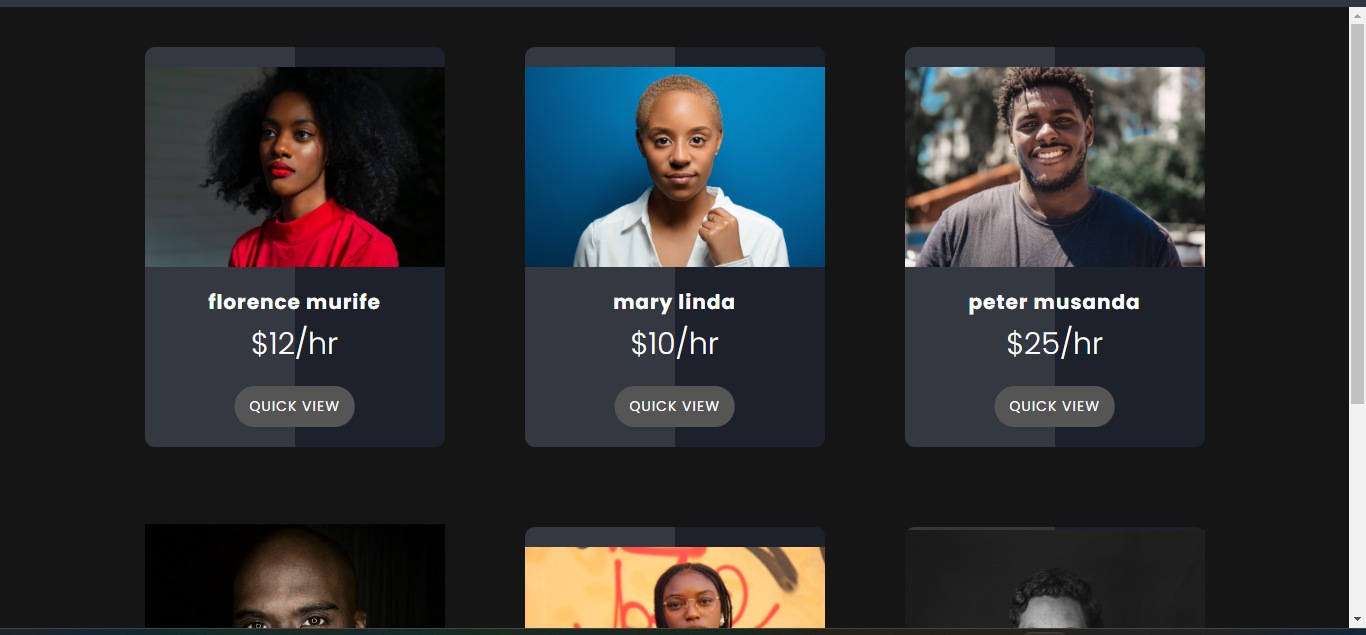 florence murife
mary linda
peter musanda
$12/hr
$10/hr
$25/hr
QUICK VIEW
QUICK VIEW
QUICK VIEW